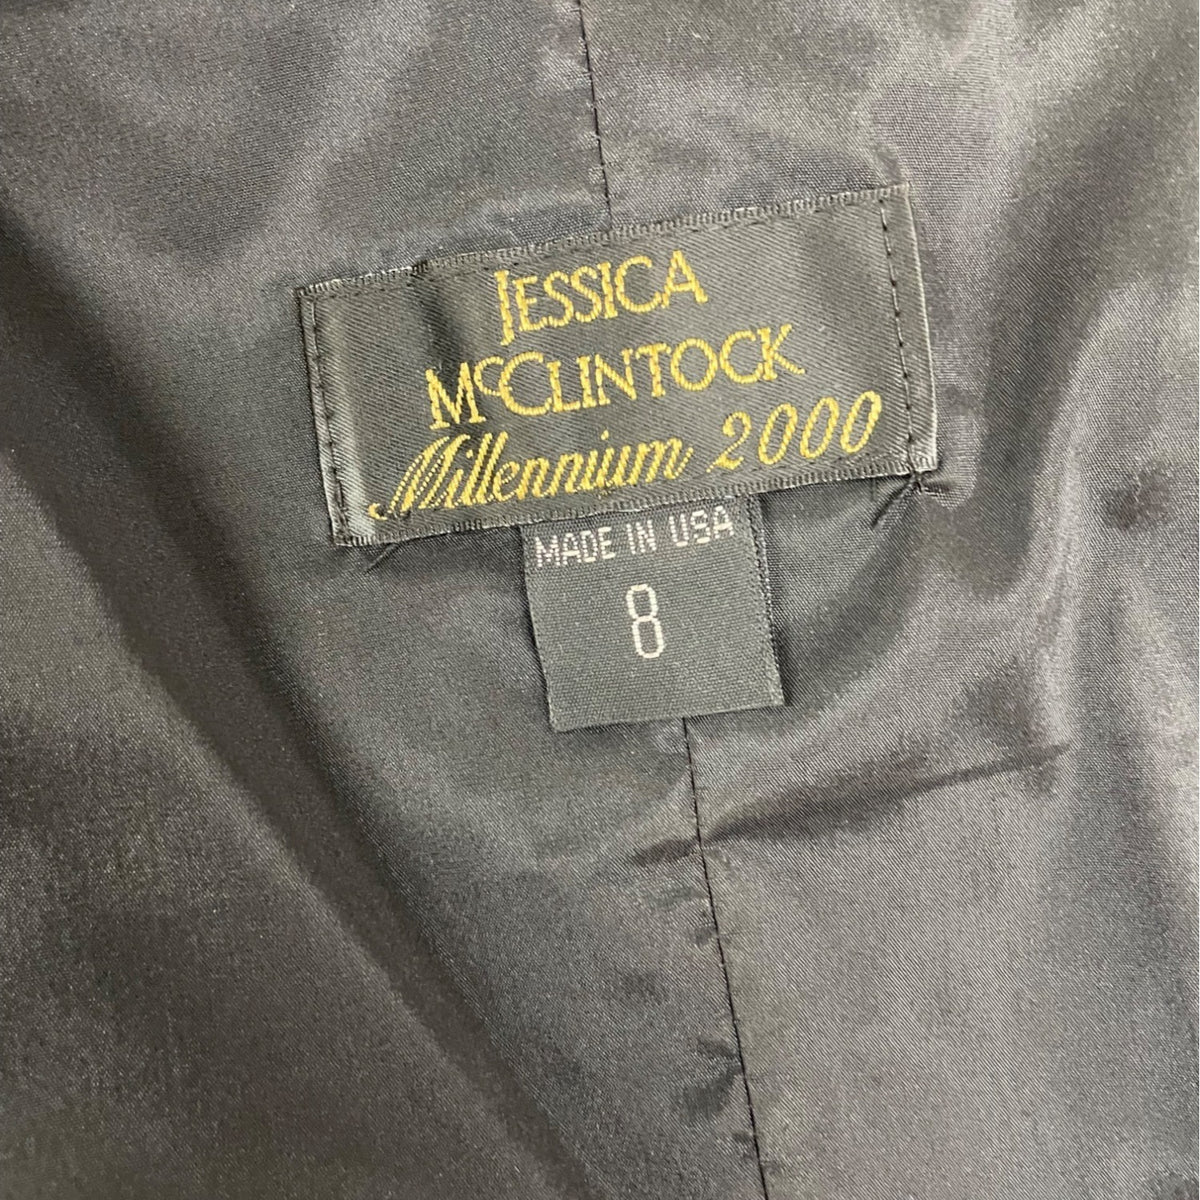 JESSICA
McCLINTOCK
Millennium 2000
MADE IN USA
8